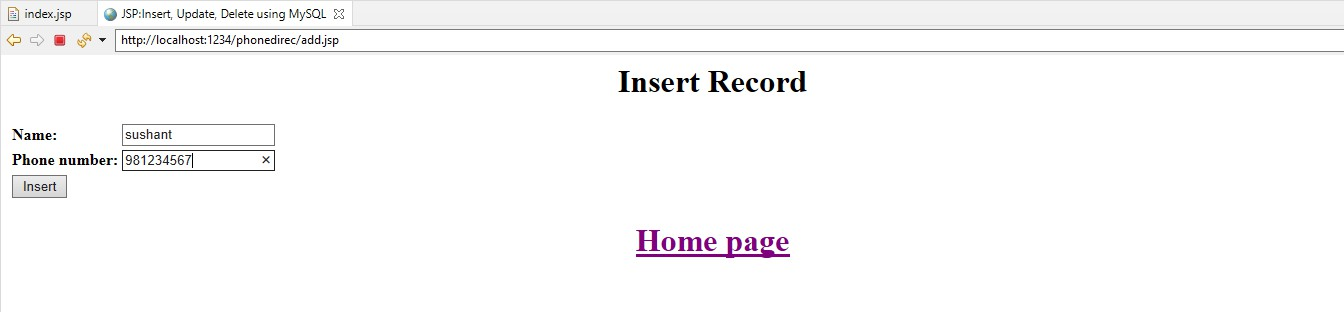 index.jsp JSP:Insert, Update, Delete using MySQL
http://localhost:1234/phonedirec/add.jsp
Insert Record
Name: sushant
Phone number: 981234567
Insert
Home page